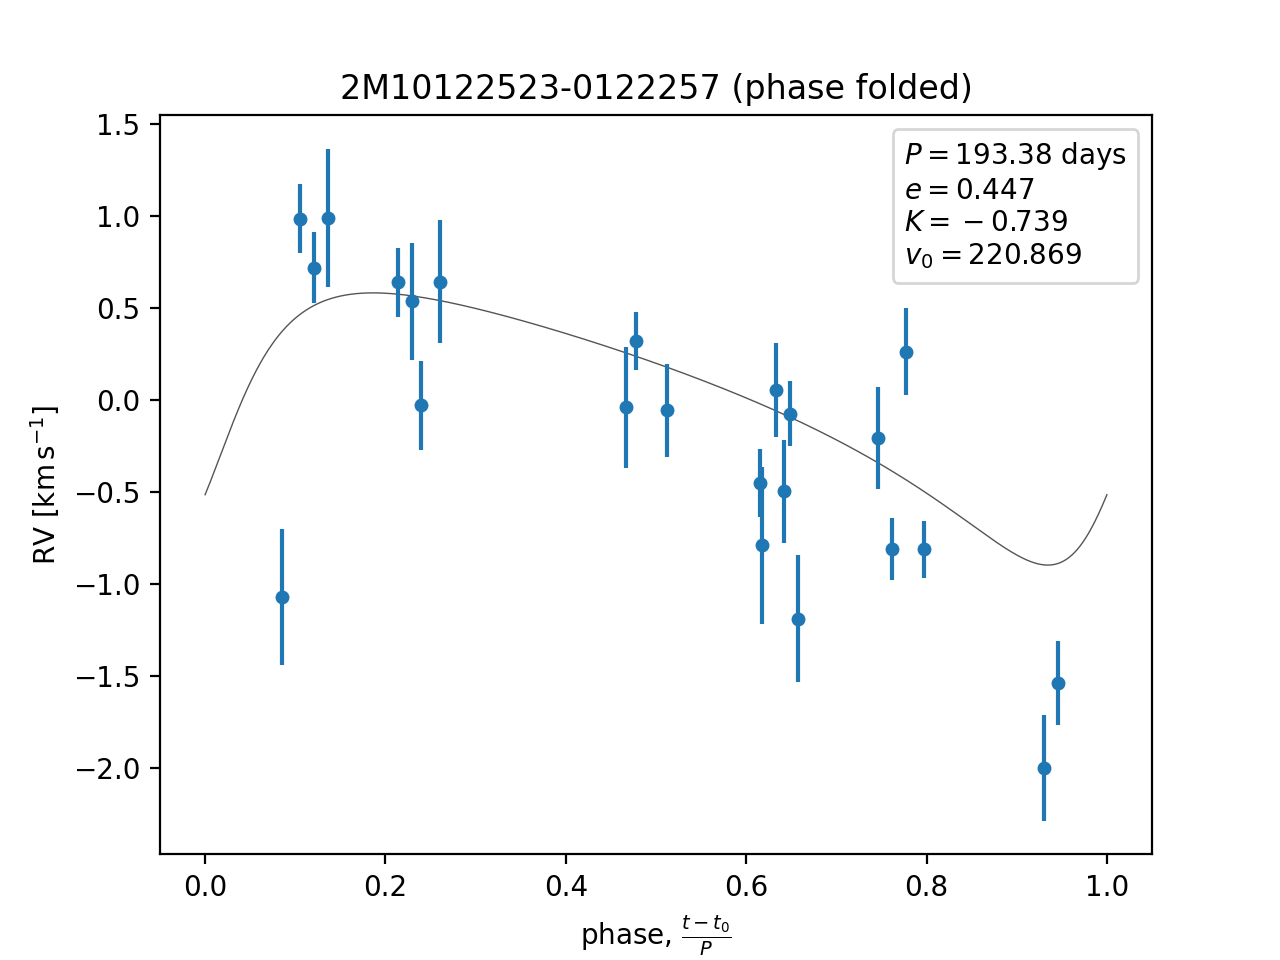 2M10122523-0122257 (phase folded)
P = 193.38 days
e = 0.447
K = −0.739
v₀ = 220.869
1.5
1.0
0.5
0.0
−0.5
−1.0
−1.5
−2.0
RV [km s⁻¹]
0.0 0.2 0.4 0.6 0.8 1.0
phase, (t − t₀)/P